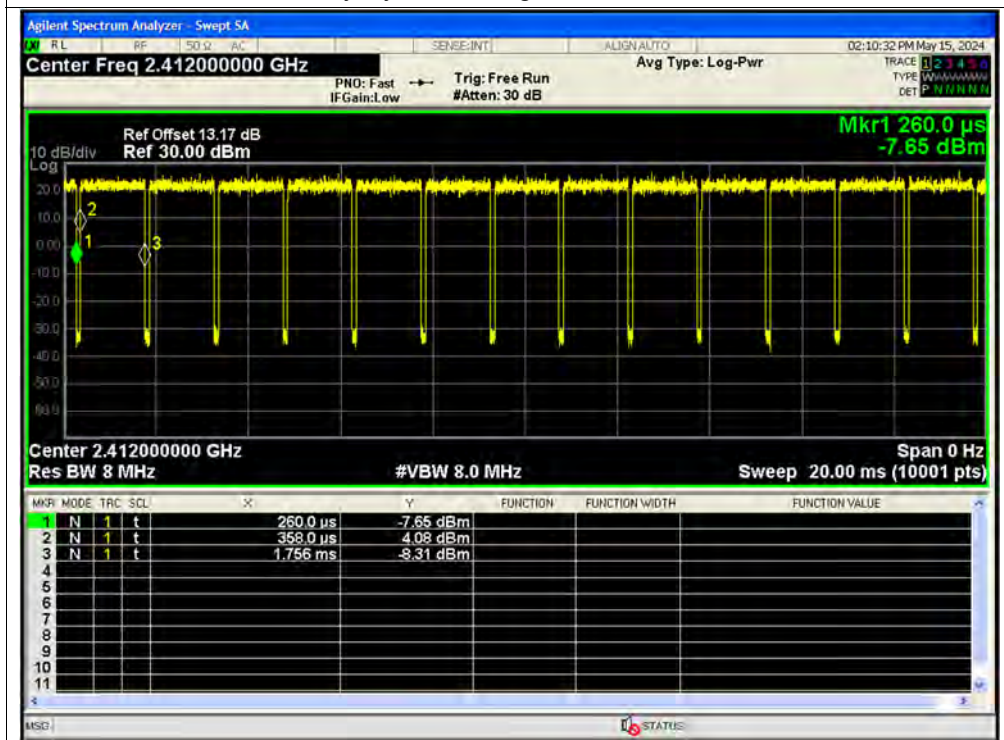 Agilent Spectrum Analyzer - Swept SA
RL RF 50 Ω AC SENSE:INT ALIGN AUTO 02:10:32 PM May 15, 2024
Center Freq 2.412000000 GHz Avg Type: Log-Pwr TRACE 1 2 3 4 5 6
PNO: Fast Trig: Free Run TYPE
IFGain:Low #Atten: 30 dB DET P N N N N N
Mkr1 260.0 µs
Ref Offset 13.17 dB
10 dB/div Ref 30.00 dBm -7.65 dBm
Log
20.0
10.0
0.00
-10.0
-20.0
-30.0
-40.0
-50.0
-60.0
2
1
3
Center 2.412000000 GHz Span 0 Hz
Res BW 8 MHz #VBW 8.0 MHz Sweep 20.00 ms (10001 pts)
MKR MODE TRC SCL X Y FUNCTION FUNCTION WIDTH FUNCTION VALUE
1 N 1 t 260.0 µs -7.65 dBm
2 N 1 t 358.0 µs 4.08 dBm
3 N 1 t 1.756 ms -8.31 dBm
4
5
6
7
8
9
10
11
MSG STATUS